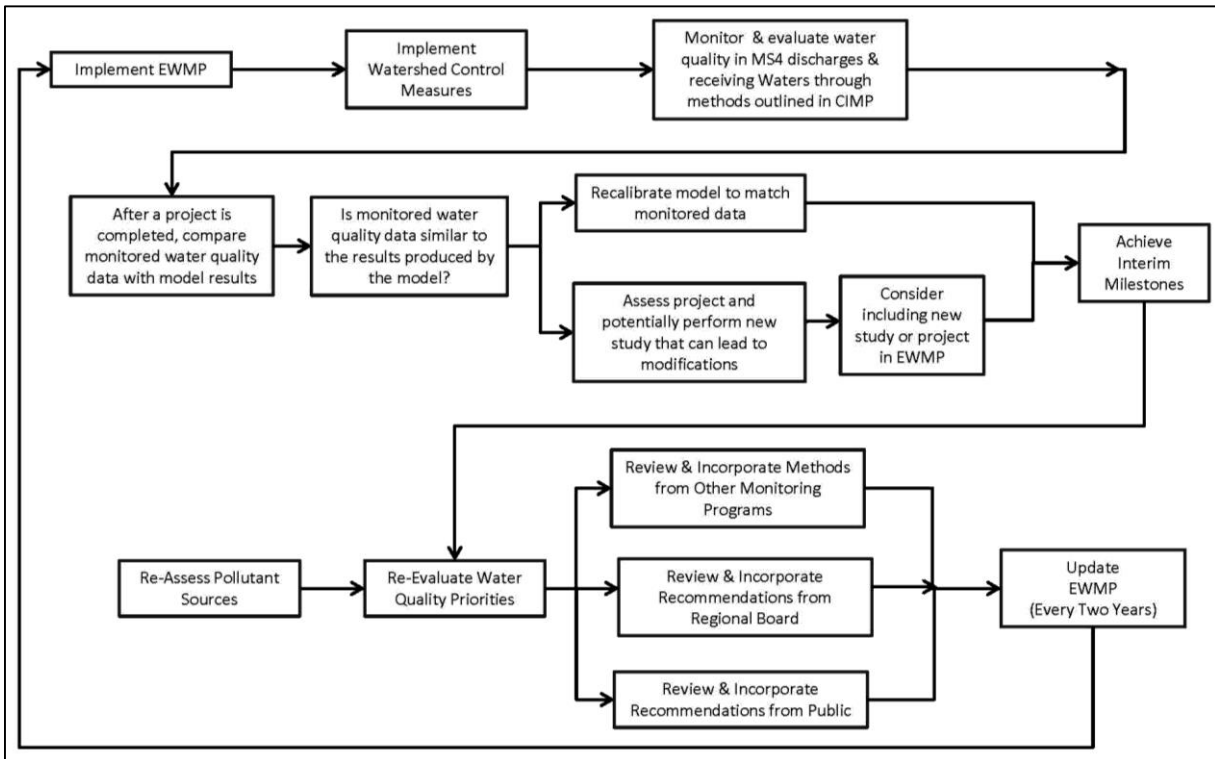 Implement EWMP
Implement
Watershed Control
Measures
Monitor & evaluate water
quality in MS4 discharges &
receiving Waters through
methods outlined in CIMP
After a project is
completed, compare
monitored water quality
data with model results
Is monitored water
quality data similar to
the results produced by
the model?
Recalibrate model to match
monitored data
Assess project and
potentially perform new
study that can lead to
modifications
Consider
including new
study or project
in EWMP
Achieve
Interim
Milestones
Re-Assess Pollutant
Sources
Re-Evaluate Water
Quality Priorities
Review & Incorporate Methods
from Other Monitoring
Programs
Review & Incorporate
Recommendations from
Regional Board
Review & Incorporate
Recommendations from Public
Update
EWMP
(Every Two Years)